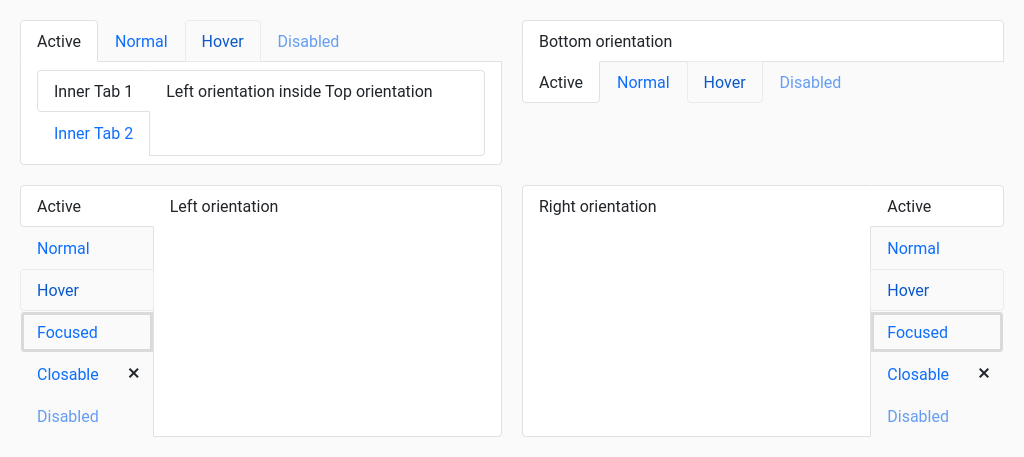 Active Normal Hover Disabled
Inner Tab 1 Left orientation inside Top orientation
Inner Tab 2
Bottom orientation
Active Normal Hover Disabled
Active Left orientation
Normal
Hover
Focused
Closable ✕
Disabled
Right orientation Active
Normal
Hover
Focused
Closable ✕
Disabled